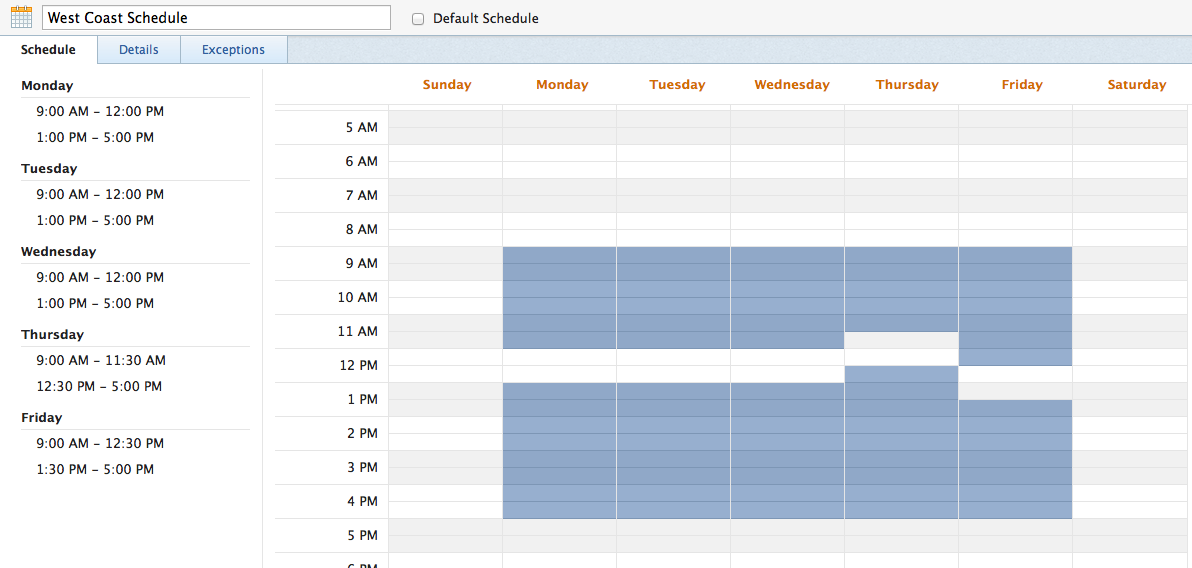 West Coast Schedule
Default Schedule
Schedule Details Exceptions
Monday
9:00 AM – 12:00 PM
1:00 PM – 5:00 PM
Tuesday
9:00 AM – 12:00 PM
1:00 PM – 5:00 PM
Wednesday
9:00 AM – 12:00 PM
1:00 PM – 5:00 PM
Thursday
9:00 AM – 11:30 AM
12:30 PM – 5:00 PM
Friday
9:00 AM – 12:30 PM
1:30 PM – 5:00 PM
Sunday Monday Tuesday Wednesday Thursday Friday Saturday
5 AM
6 AM
7 AM
8 AM
9 AM
10 AM
11 AM
12 PM
1 PM
2 PM
3 PM
4 PM
5 PM
6 PM